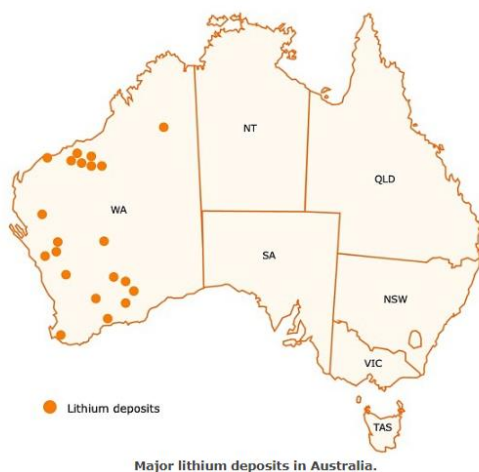 NT
QLD
WA
SA
NSW
VIC
Lithium deposits
TAS
Major lithium deposits in Australia.